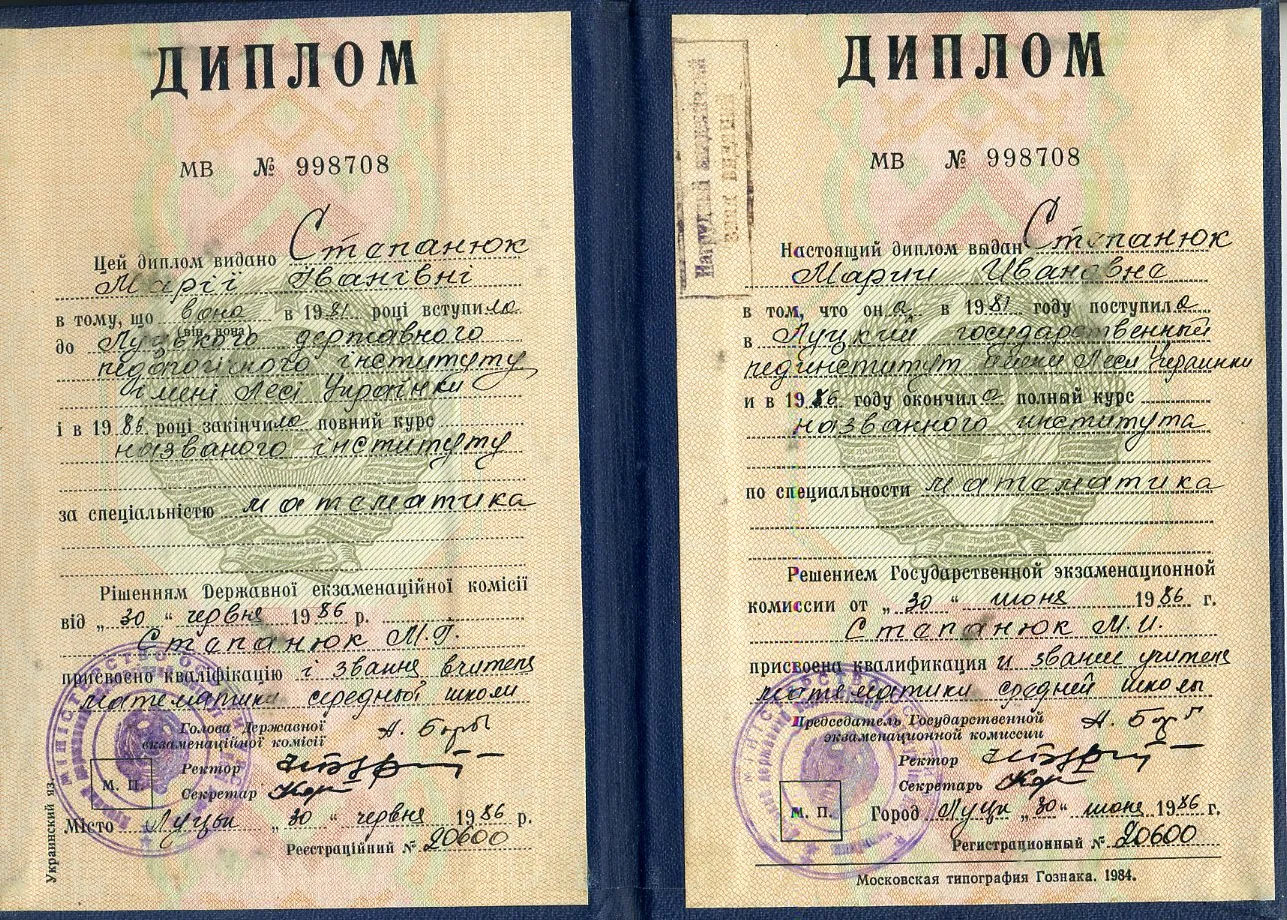 ДИПЛОМ
МВ № 998708
Цей диплом видано Степанюк
Марії Іванівні
в тому, що вона в 1981 році вступила
(він, вона)
до Луцького державного
педагогічного інституту
імені Лесі Українки
і в 1986 році закінчила повний курс
названого інституту
за спеціальністю математика
Рішенням Державної екзаменаційної комісії
від „30“ червня 1986 р.
Степанюк М.І.
присвоено кваліфікацію і звання вчителя
математики середньої школи
Голова Державної
екзаменаційної комісії
Ректор
Секретар
М. П.
Місто Луцьк „30“ червня 1986 р.
Реєстраційний № 20600
Украинский яз.
ДИПЛОМ
МВ № 998708
Нагрудный академический
знак выдан
Настоящий диплом выдан Степанюк
Марии Ивановне
в том, что она в 1981 году поступила
в Луцкий государственный
пединститут имени Леси Украинки
и в 1986 году окончила полный курс
названного института
по специальности математика
Решением Государственной экзаменационной
комиссии от „30“ июня 1986 г.
Степанюк М.И.
присвоена квалификация и звание учителя
математики средней школы
Председатель Государственной
экзаменационной комиссии
Ректор
Секретарь
М. П.
Город Луцк „30“ июня 1986 г.
Регистрационный № 20600
Московская типография Гознака. 1984.